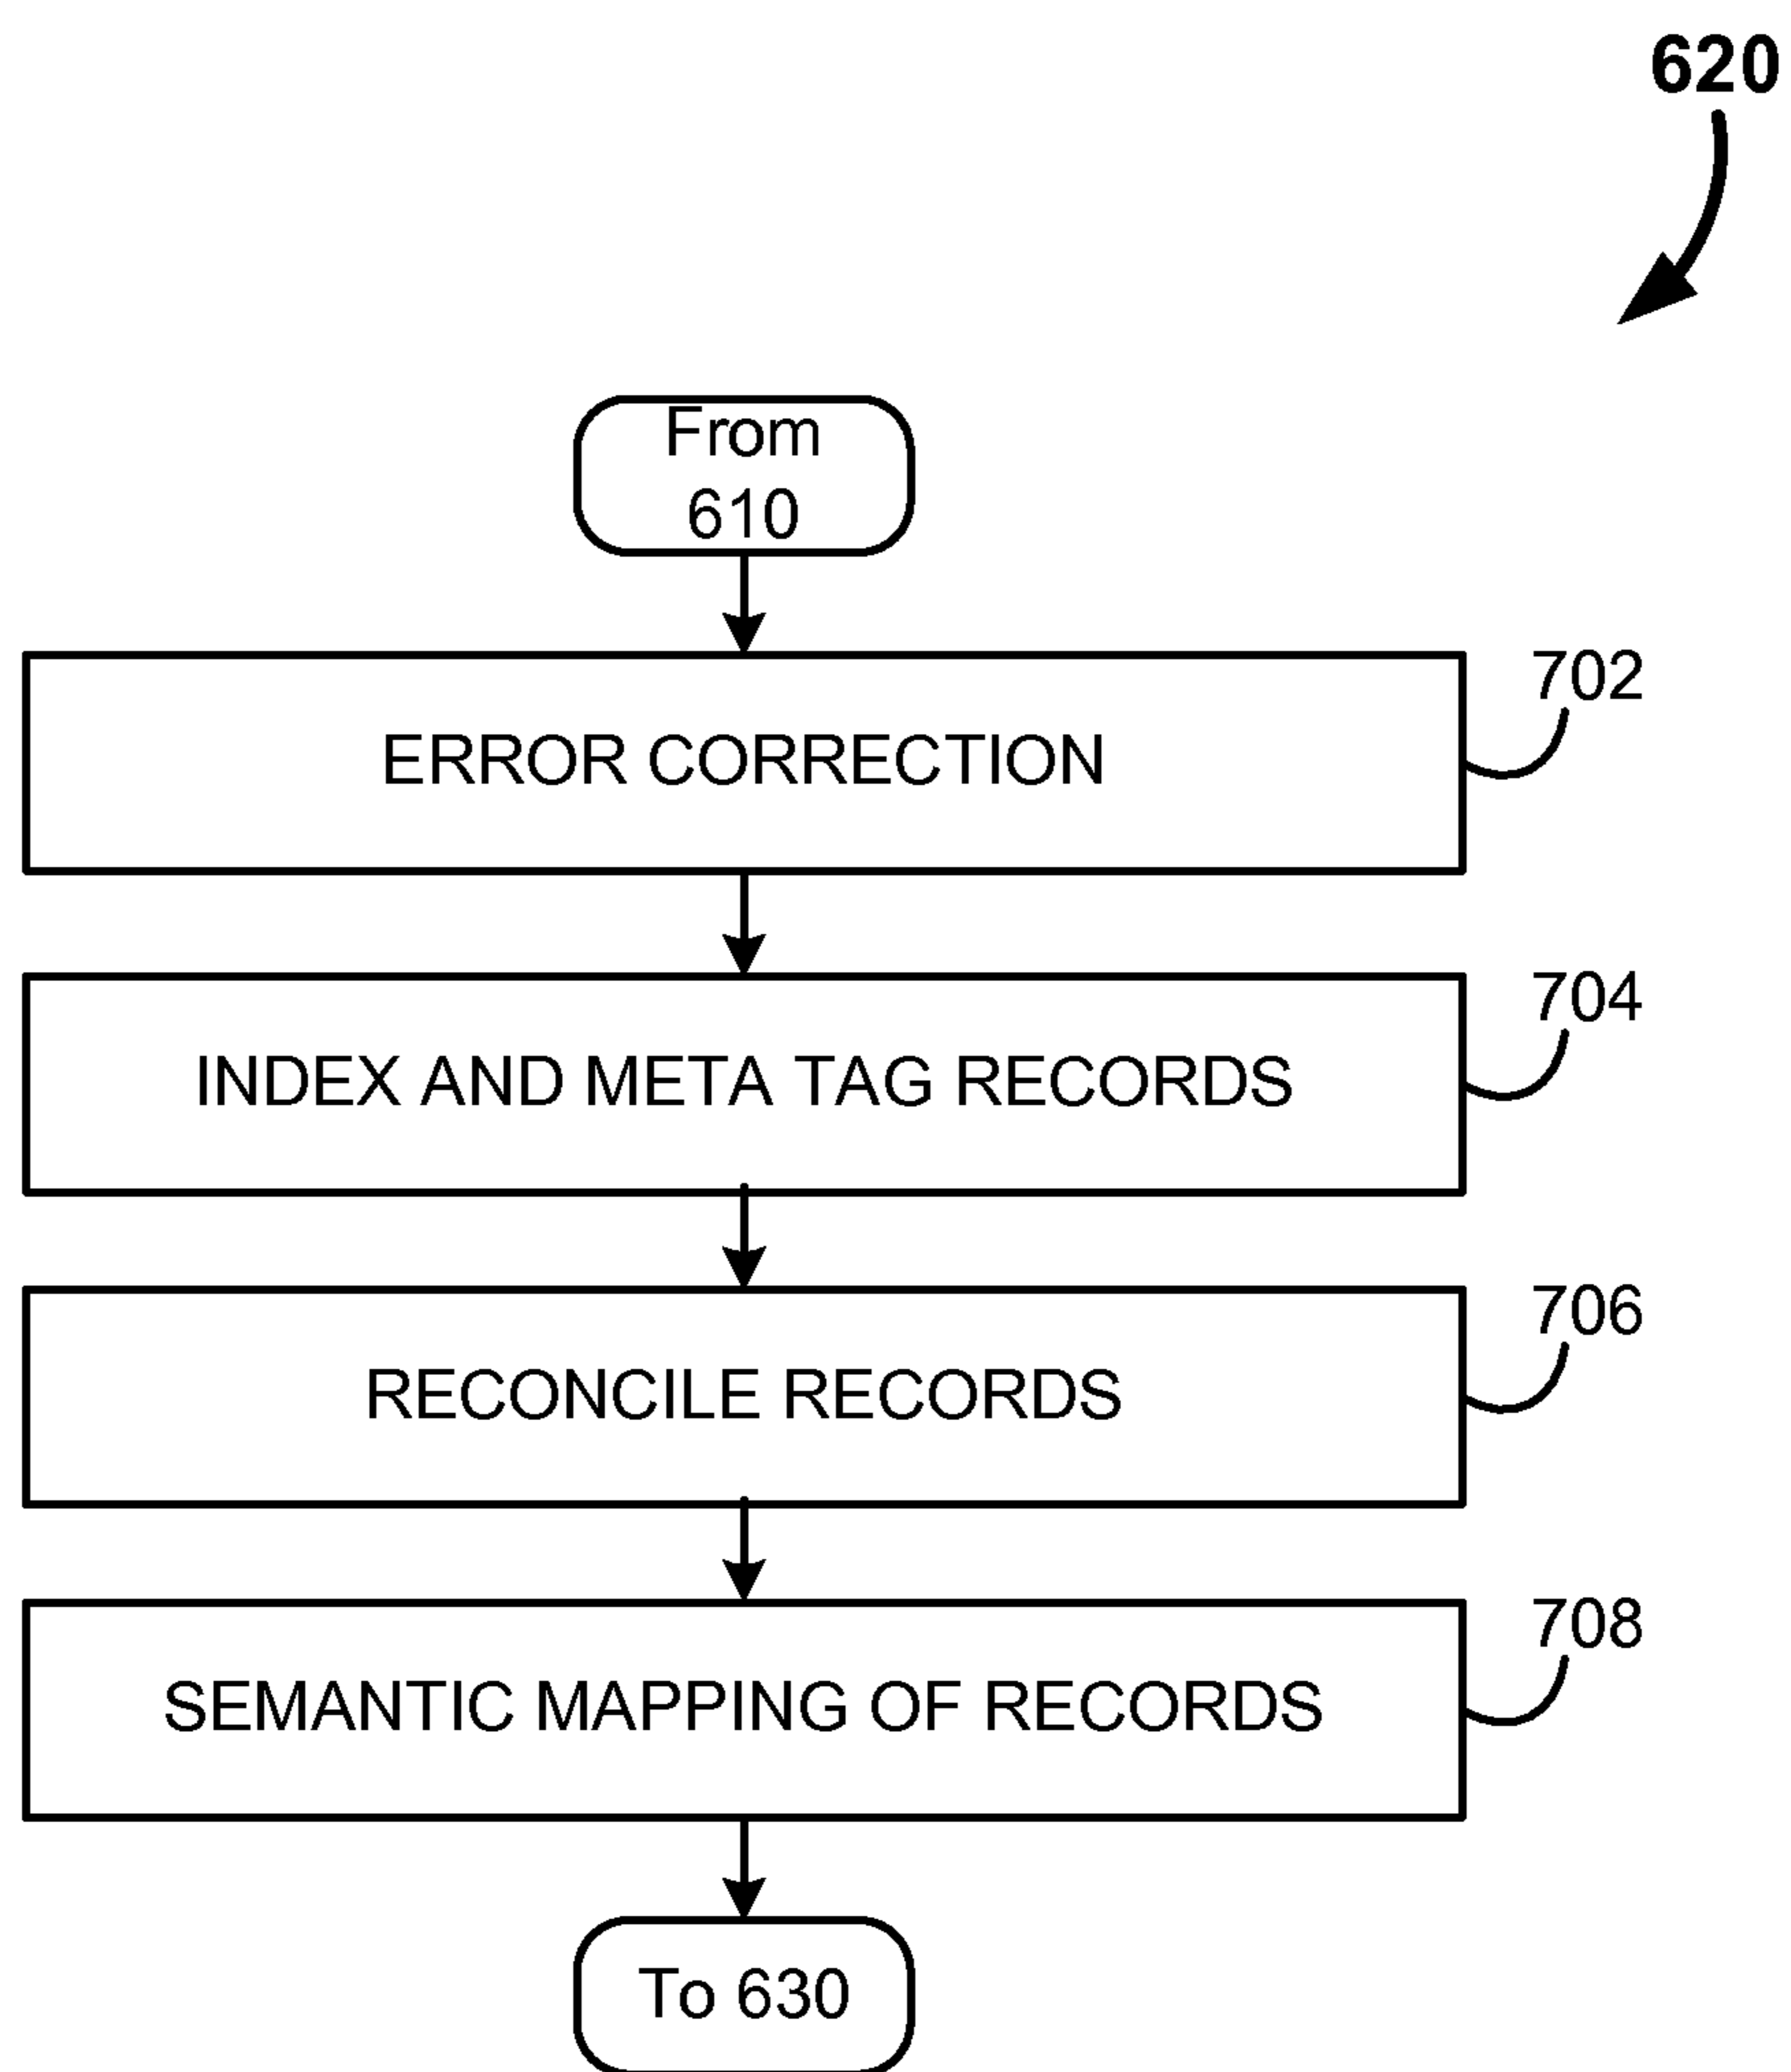 620
From
610
ERROR CORRECTION
702
INDEX AND META TAG RECORDS
704
RECONCILE RECORDS
706
SEMANTIC MAPPING OF RECORDS
708
To 630